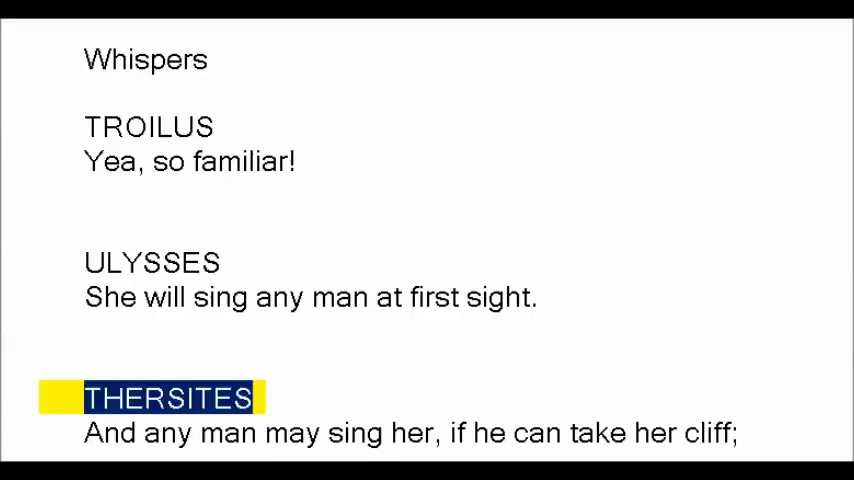 Whispers
TROILUS
Yea, so familiar!
ULYSSES
She will sing any man at first sight.
THERSITES
And any man may sing her, if he can take her cliff;